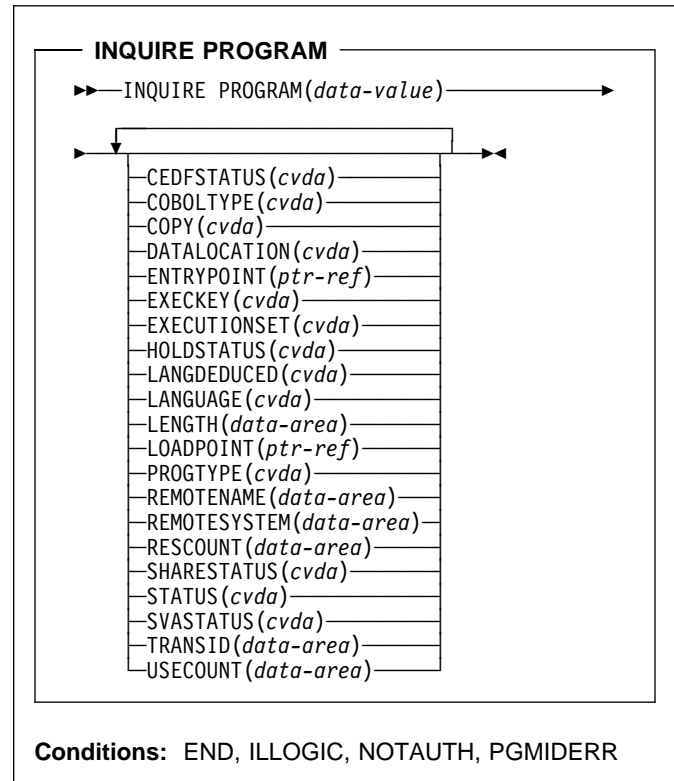 INQUIRE PROGRAM
INQUIRE PROGRAM(data-value)
CEDFSTATUS(cvda)
COBOLTYPE(cvda)
COPY(cvda)
DATALOCATION(cvda)
ENTRYPOINT(ptr-ref)
EXECKEY(cvda)
EXECUTIONSET(cvda)
HOLDSTATUS(cvda)
LANGDEDUCED(cvda)
LANGUAGE(cvda)
LENGTH(data-area)
LOADPOINT(ptr-ref)
PROGTYPE(cvda)
REMOTENAME(data-area)
REMOTESYSTEM(data-area)
RESCOUNT(data-area)
SHARESTATUS(cvda)
STATUS(cvda)
SVASTATUS(cvda)
TRANSID(data-area)
USECOUNT(data-area)
Conditions: END, ILLOGIC, NOTAUTH, PGMIDERR